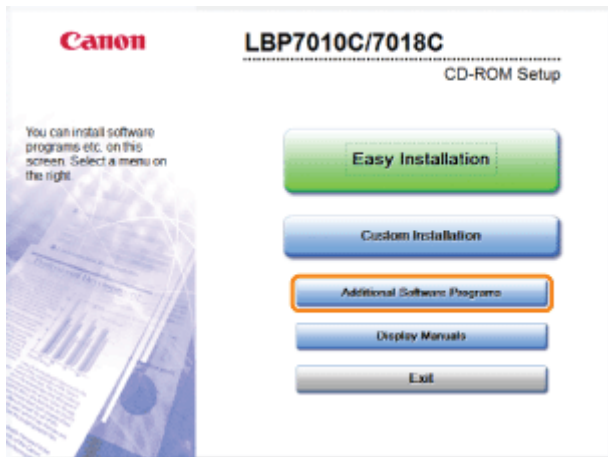 Canon
LBP7010C/7018C
CD-ROM Setup
You can install software
programs etc. on this
screen. Select a menu on
the right.
Easy Installation
Custom Installation
Additional Software Programs
Display Manuals
Exit